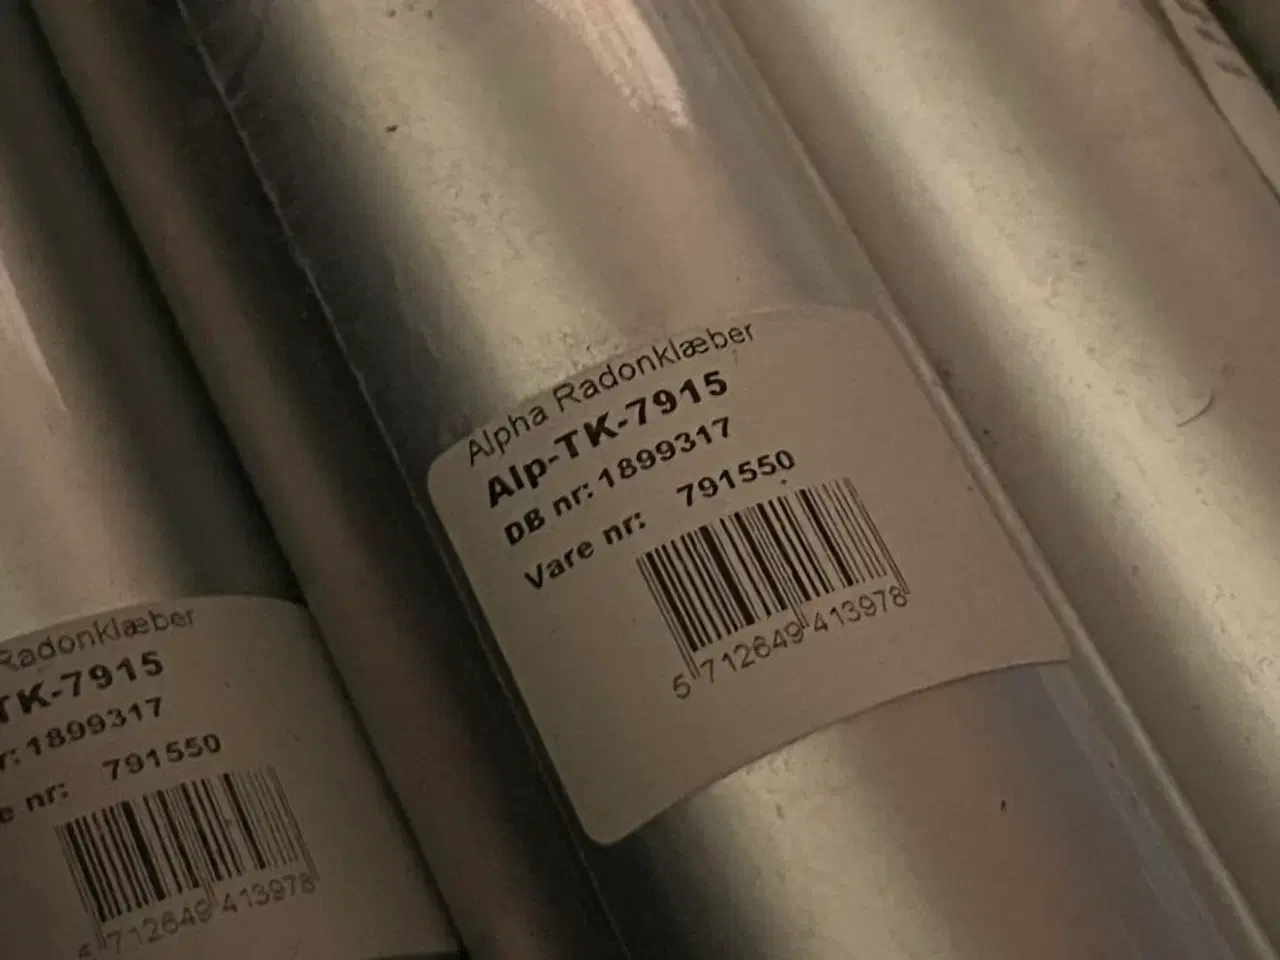 Alpha Radonklæber
Alp-TK-7915
DB nr: 1899317
Vare nr: 791550
5 712649 413978
Radonklæber
TK-7915
r: 1899317
e nr: 791550
5 712649 413978